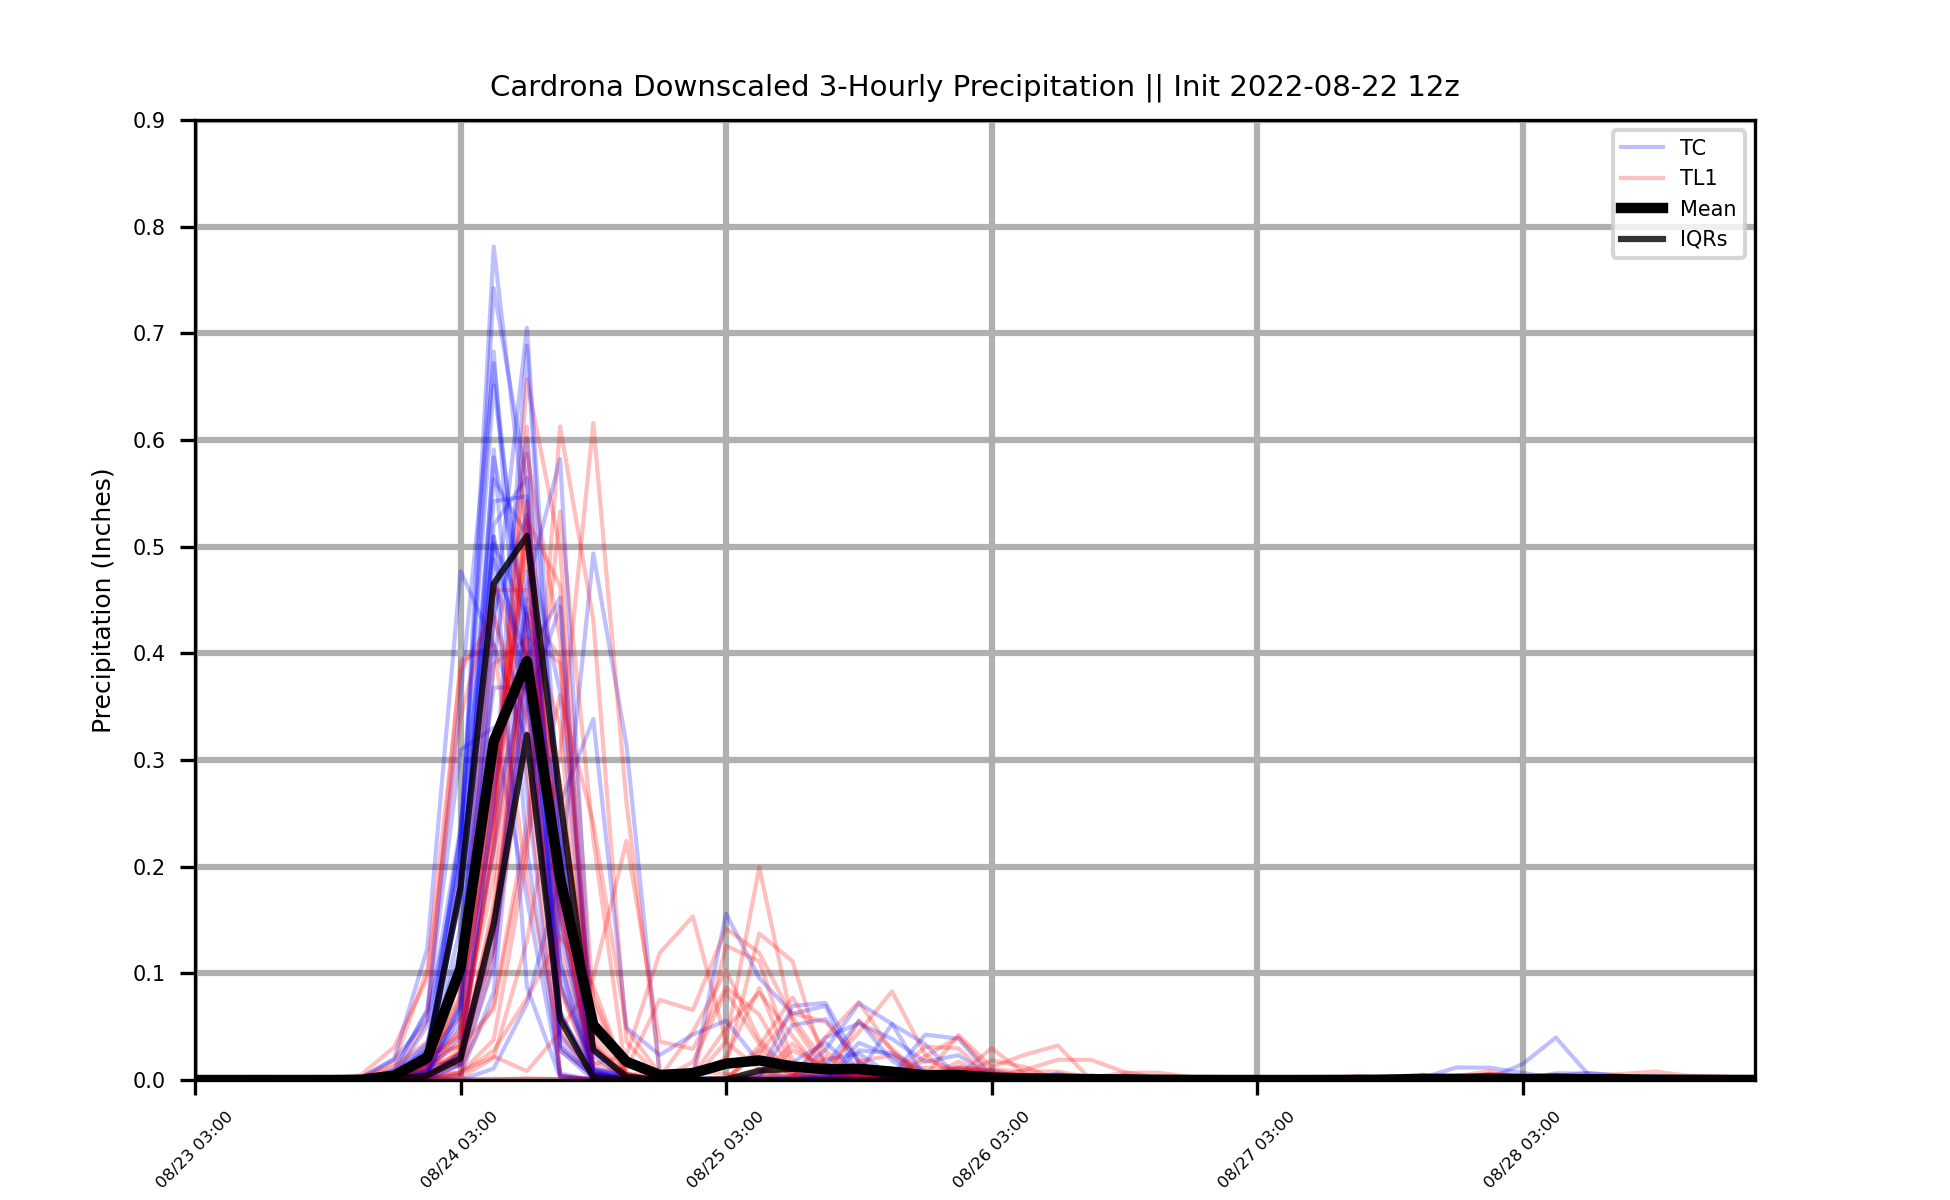 Cardrona Downscaled 3-Hourly Precipitation || Init 2022-08-22 12z
TC
TL1
Mean
IQRs
Precipitation (Inches)
0.9
0.8
0.7
0.6
0.5
0.4
0.3
0.2
0.1
0.0
08/23 03:00
08/24 03:00
08/25 03:00
08/26 03:00
08/27 03:00
08/28 03:00